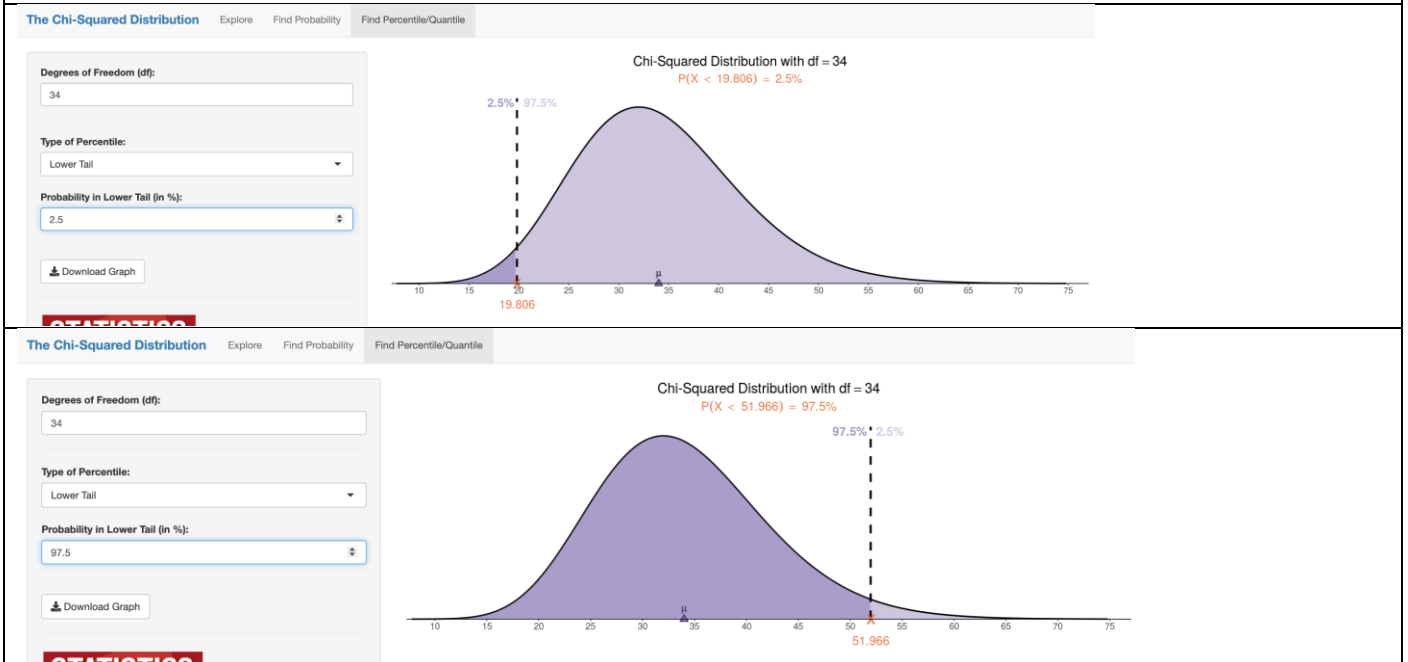 The Chi-Squared Distribution Explore Find Probability Find Percentile/Quantile
Degrees of Freedom (df):
34
Type of Percentile:
Lower Tail
Probability in Lower Tail (in %):
2.5
Download Graph
STATISTICS
Chi-Squared Distribution with df = 34
P(X < 19.806) = 2.5%
2.5% 97.5%
μ
10 15 20 25 30 35 40 45 50 55 60 65 70 75
19.806
The Chi-Squared Distribution Explore Find Probability Find Percentile/Quantile
Degrees of Freedom (df):
34
Type of Percentile:
Lower Tail
Probability in Lower Tail (in %):
97.5
Download Graph
STATISTICS
Chi-Squared Distribution with df = 34
P(X < 51.966) = 97.5%
97.5% 2.5%
μ
10 15 20 25 30 35 40 45 50 55 60 65 70 75
51.966